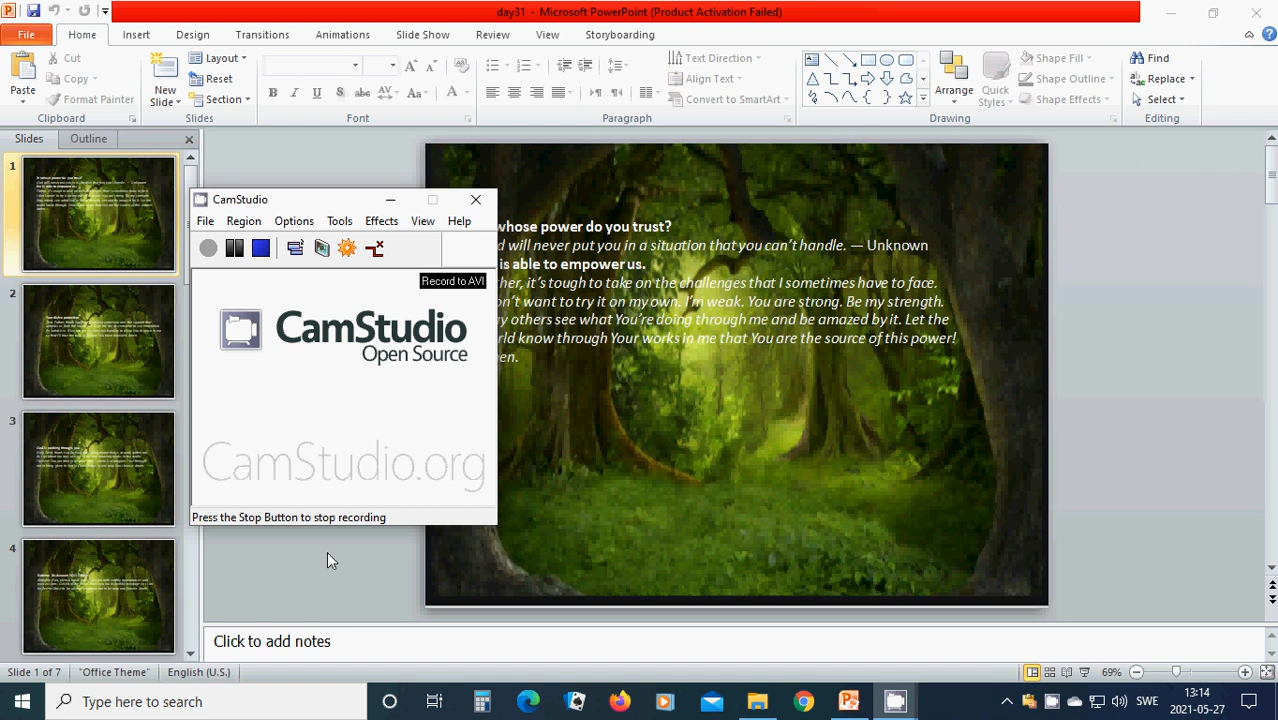 day31 - Microsoft PowerPoint (Product Activation Failed)
File Home Insert Design Transitions Animations Slide Show Review View Storyboarding
Paste
Cut
Copy
Format Painter
Clipboard
New Slide
Layout
Reset
Section
Slides
B I U S abc AV Aa A
Font
Paragraph
Text Direction
Align Text
Convert to SmartArt
Arrange
Quick Styles
Shape Fill
Shape Outline
Shape Effects
Drawing
Find
Replace
Select
Editing
Slides Outline
1
2
3
4
CamStudio
File Region Options Tools Effects View Help
Record to AVI
CamStudio
Open Source
CamStudio.org
Press the Stop Button to stop recording
whose power do you trust?
will never put you in a situation that you can't handle. — Unknown
is able to empower us.
it's tough to take on the challenges that I sometimes have to face.
want to try it on my own. I'm weak. You are strong. Be my strength.
others see what You're doing through me and be amazed by it. Let the
know through Your works in me that You are the source of this power!
Click to add notes
Slide 1 of 7 "Office Theme" English (U.S.) 69%
Type here to search
SWE
13:14
2021-05-27